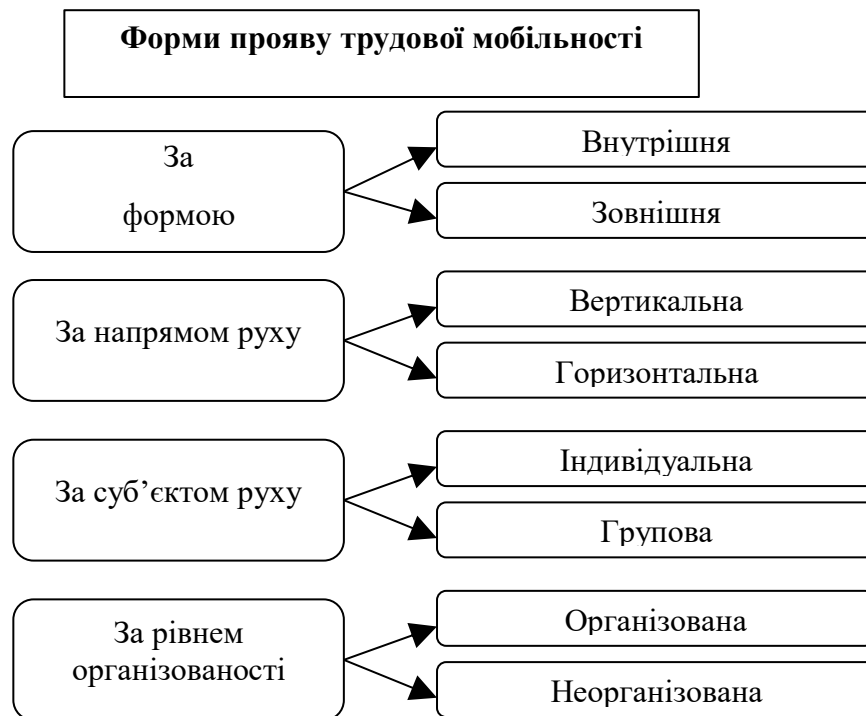 Форми прояву трудової мобільності
За
формою
Внутрішня
Зовнішня
За напрямом руху
Вертикальна
Горизонтальна
За суб’єктом руху
Індивідуальна
Групова
За рівнем
організованості
Організована
Неорганізована